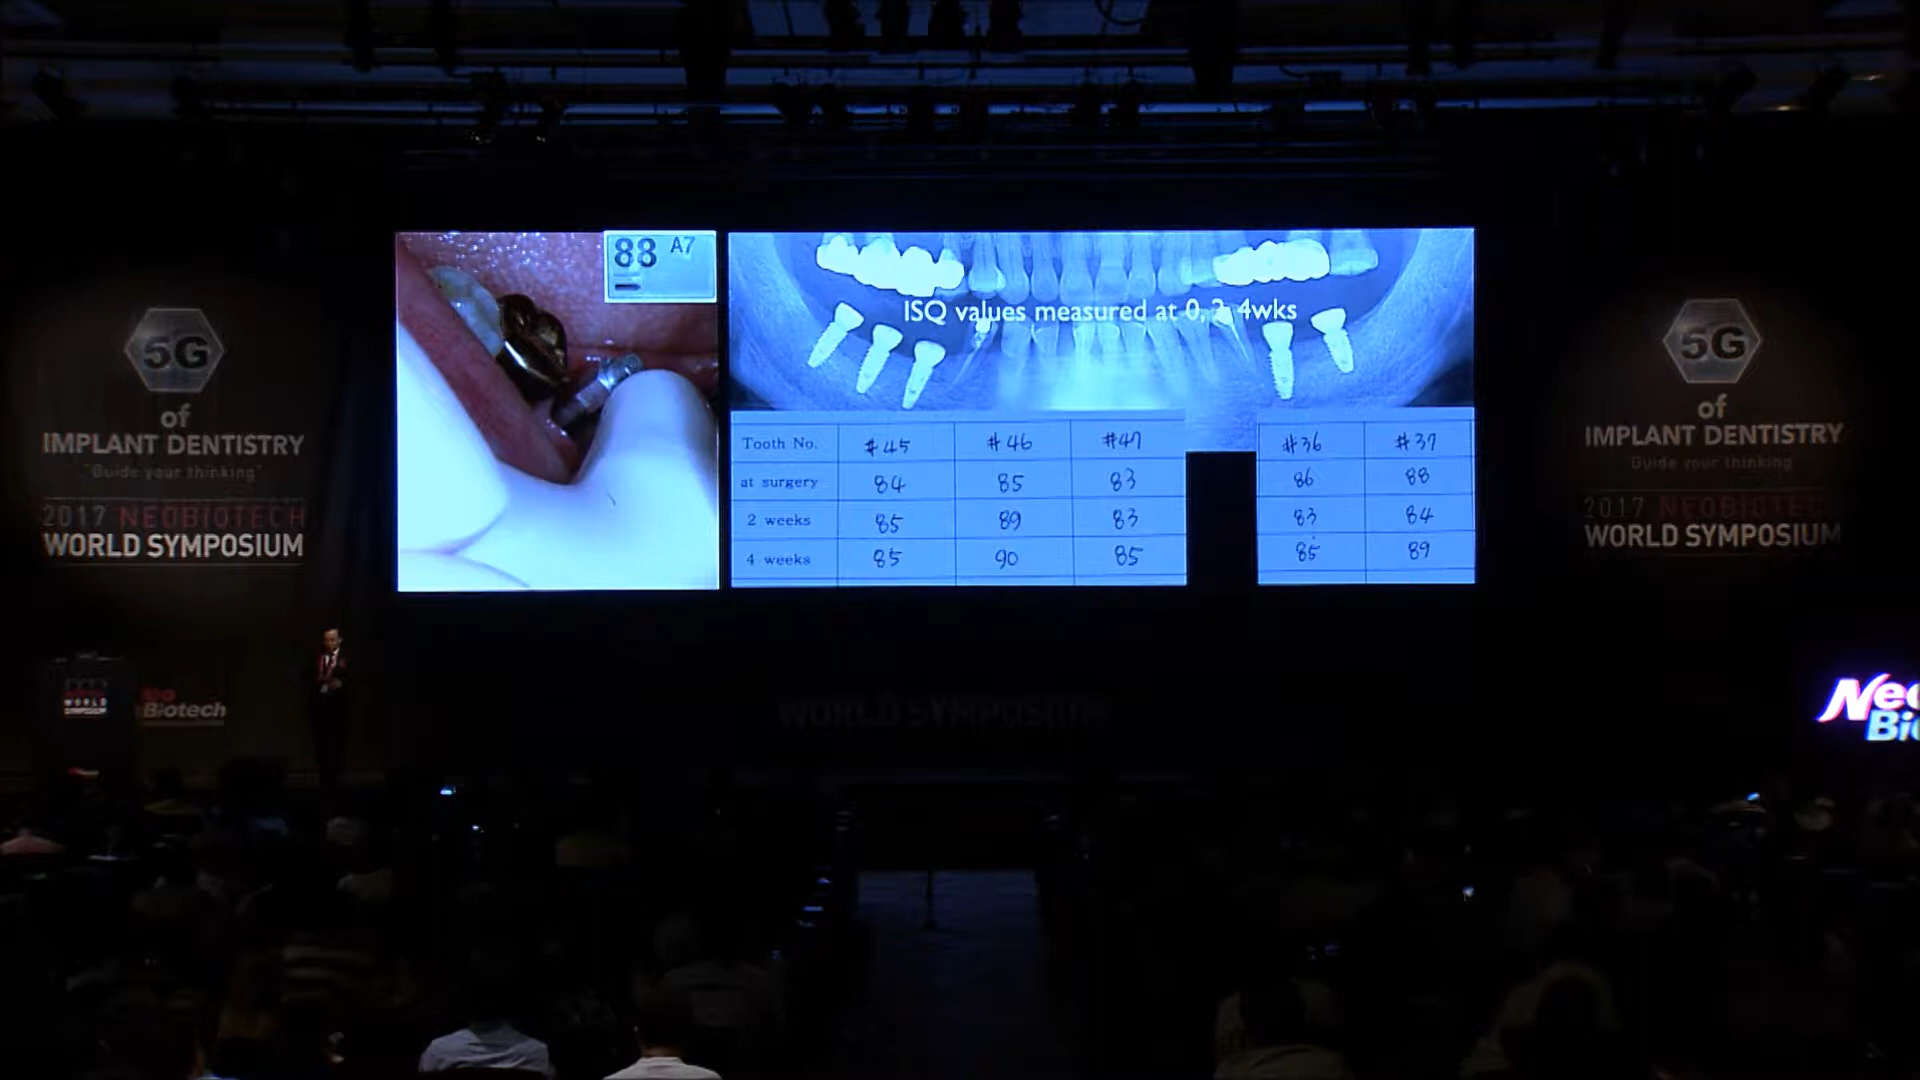 88 A7
ISQ values measured at 0, 2, 4wks
Tooth No. #45 #46 #47 #36 #37
at surgery 84 85 83 86 88
2 weeks 85 89 83 83 84
4 weeks 85 90 85 85 89
5G
of
IMPLANT DENTISTRY
"Guide your thinking"
2017 NEOBIOTECH
WORLD SYMPOSIUM
5G
of
IMPLANT DENTISTRY
Guide your thinking
2017 NEOBIOTECH
WORLD SYMPOSIUM
WORLD
SYMPOSIUM
Biotech
WORLD SYMPOSIUM